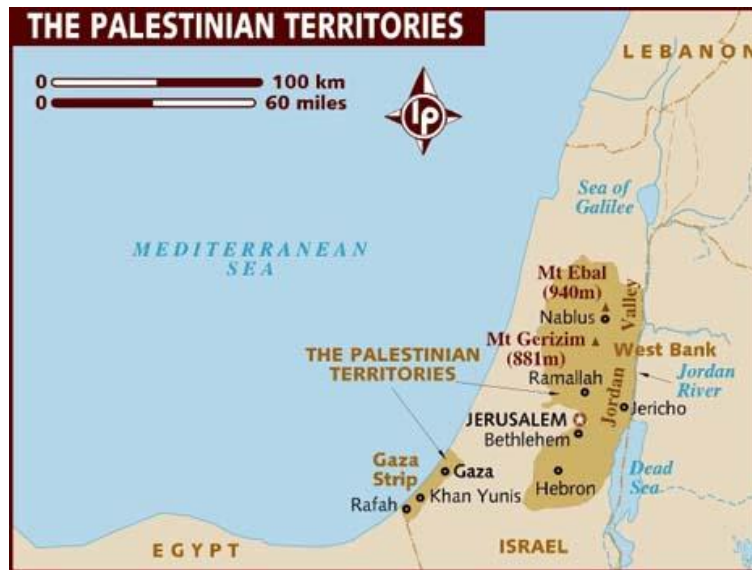 THE PALESTINIAN TERRITORIES
0 100 km
0 60 miles
lp
LEBANON
Sea of
Galilee
MEDITERRANEAN
SEA
Mt Ebal
(940m)
Nablus
Jordan Valley
Mt Gerizim
(881m)
West Bank
THE PALESTINIAN
TERRITORIES
Ramallah
Jordan
River
Jericho
JERUSALEM
Bethlehem
Gaza
Strip
Gaza
Hebron
Dead
Sea
Khan Yunis
Rafah
EGYPT
ISRAEL